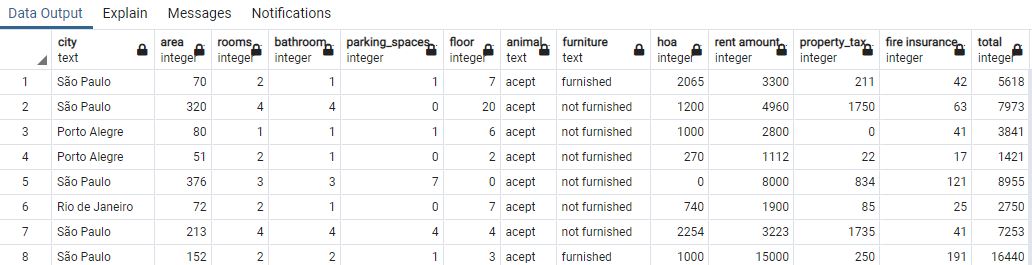 Data Output Explain Messages Notifications
city area rooms bathroom parking_spaces floor animal furniture hoa rent amount property_tax fire insurance total
text integer integer integer integer integer text text integer integer integer integer integer
1 São Paulo 70 2 1 1 7 acept furnished 2065 3300 211 42 5618
2 São Paulo 320 4 4 0 20 acept not furnished 1200 4960 1750 63 7973
3 Porto Alegre 80 1 1 1 6 acept not furnished 1000 2800 0 41 3841
4 Porto Alegre 51 2 1 0 2 acept not furnished 270 1112 22 17 1421
5 São Paulo 376 3 3 7 0 acept not furnished 0 8000 834 121 8955
6 Rio de Janeiro 72 2 1 0 7 acept not furnished 740 1900 85 25 2750
7 São Paulo 213 4 4 4 4 acept not furnished 2254 3223 1735 41 7253
8 São Paulo 152 2 2 1 3 acept furnished 1000 15000 250 191 16440